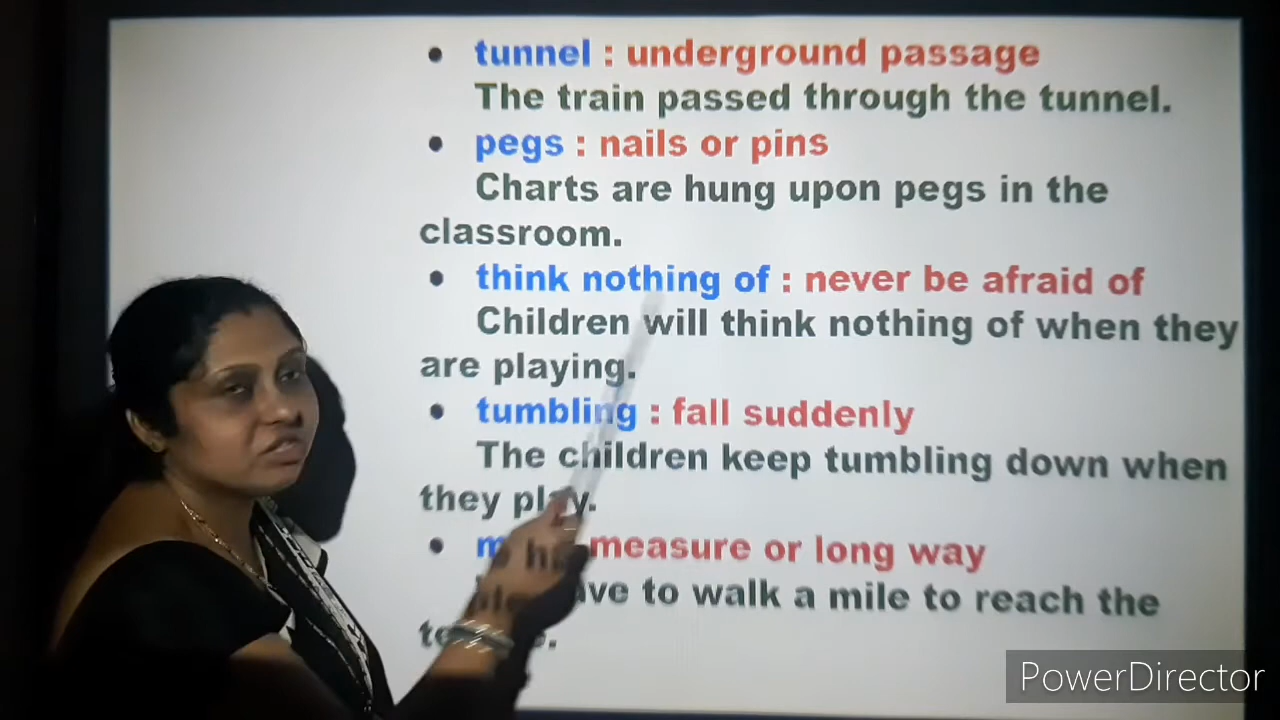 • tunnel : underground passage
The train passed through the tunnel.
• pegs : nails or pins
Charts are hung upon pegs in the
classroom.
• think nothing of : never be afraid of
Children will think nothing of when they
are playing.
• tumbling : fall suddenly
The children keep tumbling down when
they play.
• measure or long way
to walk a mile to reach the
PowerDirector